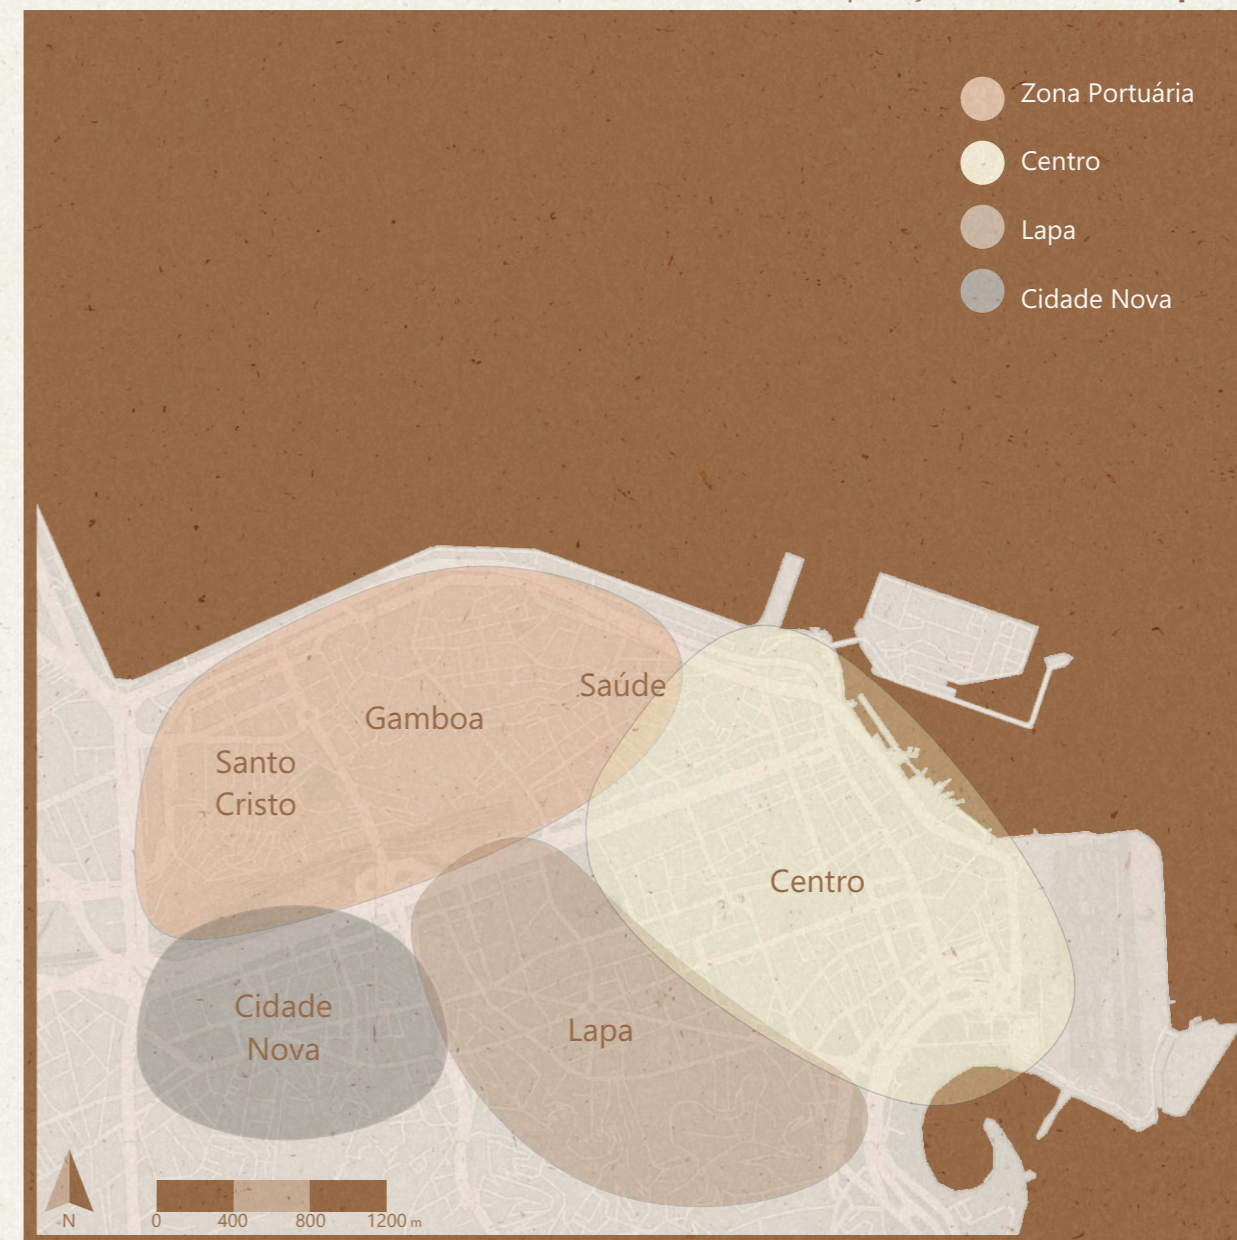 Zona Portuária
Centro
Lapa
Cidade Nova
Saúde
Gamboa
Santo
Cristo
Centro
Cidade
Nova
Lapa
N
0 400 800 1200 m